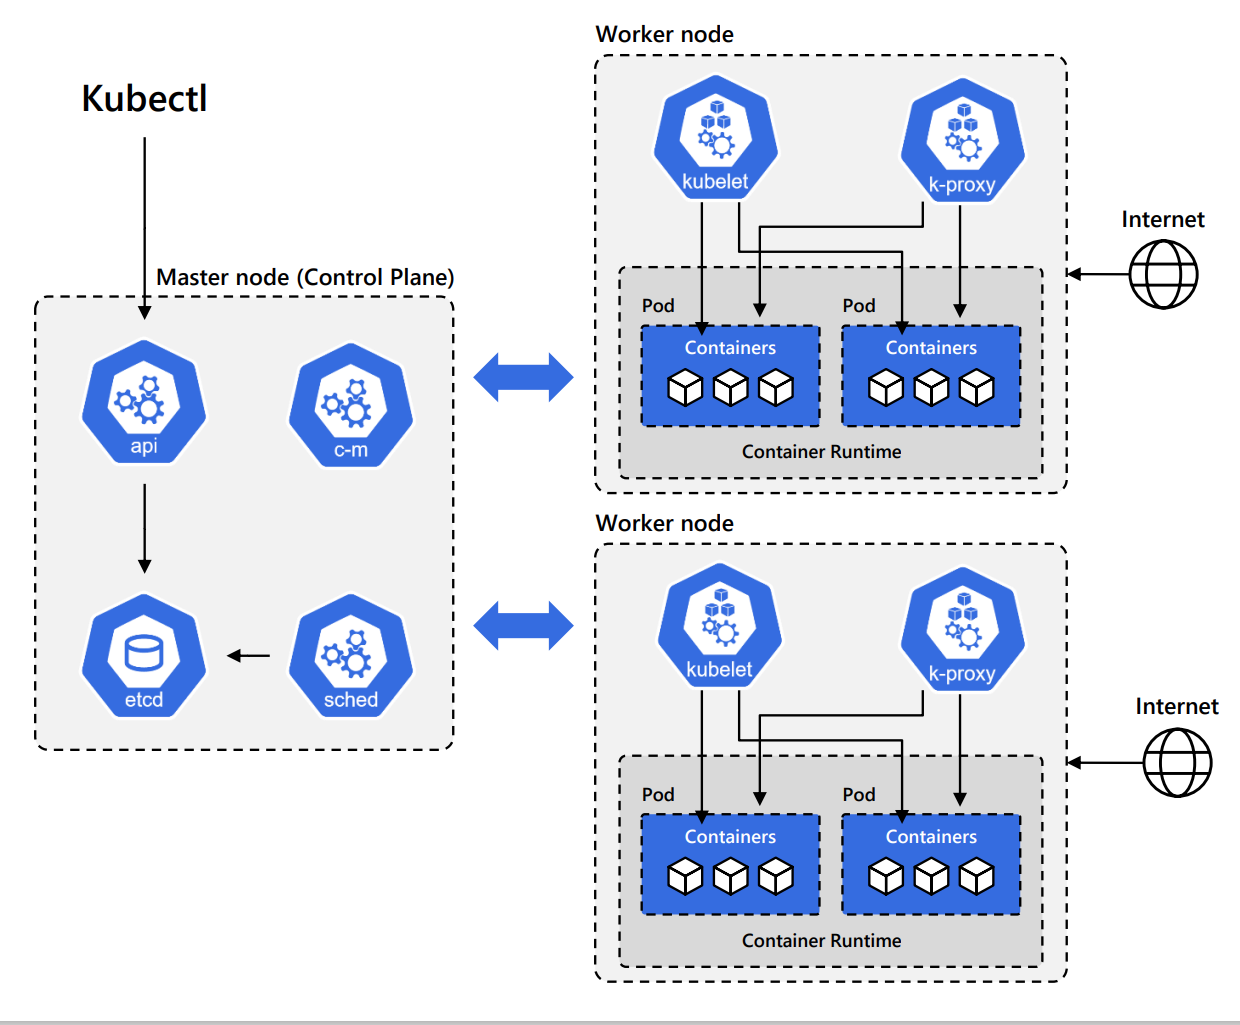 Kubectl
Master node (Control Plane)
api
c-m
etcd
sched
Worker node
kubelet
k-proxy
Pod
Pod
Containers
Containers
Container Runtime
Internet
Worker node
kubelet
k-proxy
Pod
Pod
Containers
Containers
Container Runtime
Internet